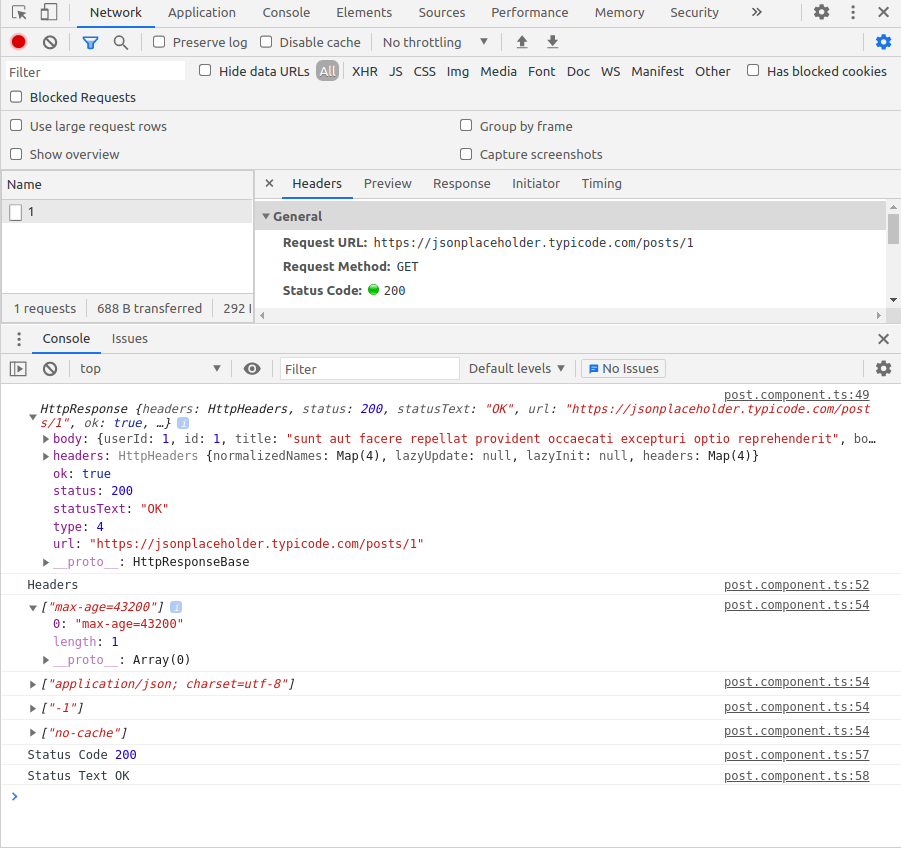 Network Application Console Elements Sources Performance Memory Security »
Preserve log Disable cache No throttling
Filter Hide data URLs All XHR JS CSS Img Media Font Doc WS Manifest Other Has blocked cookies
Blocked Requests
Use large request rows Group by frame
Show overview Capture screenshots
Name × Headers Preview Response Initiator Timing
1
General
Request URL: https://jsonplaceholder.typicode.com/posts/1
Request Method: GET
Status Code: 200
1 requests 688 B transferred 292
Console Issues
top Filter Default levels No Issues
post.component.ts:49
HttpResponse {headers: HttpHeaders, status: 200, statusText: "OK", url: "https://jsonplaceholder.typicode.com/post
s/1", ok: true, …} i
body: {userId: 1, id: 1, title: "sunt aut facere repellat provident occaecati excepturi optio reprehenderit", bo…
headers: HttpHeaders {normalizedNames: Map(4), lazyUpdate: null, lazyInit: null, headers: Map(4)}
ok: true
status: 200
statusText: "OK"
type: 4
url: "https://jsonplaceholder.typicode.com/posts/1"
__proto__: HttpResponseBase
Headers post.component.ts:52
["max-age=43200"] i post.component.ts:54
0: "max-age=43200"
length: 1
__proto__: Array(0)
["application/json; charset=utf-8"] post.component.ts:54
["-1"] post.component.ts:54
["no-cache"] post.component.ts:54
Status Code 200 post.component.ts:57
Status Text OK post.component.ts:58